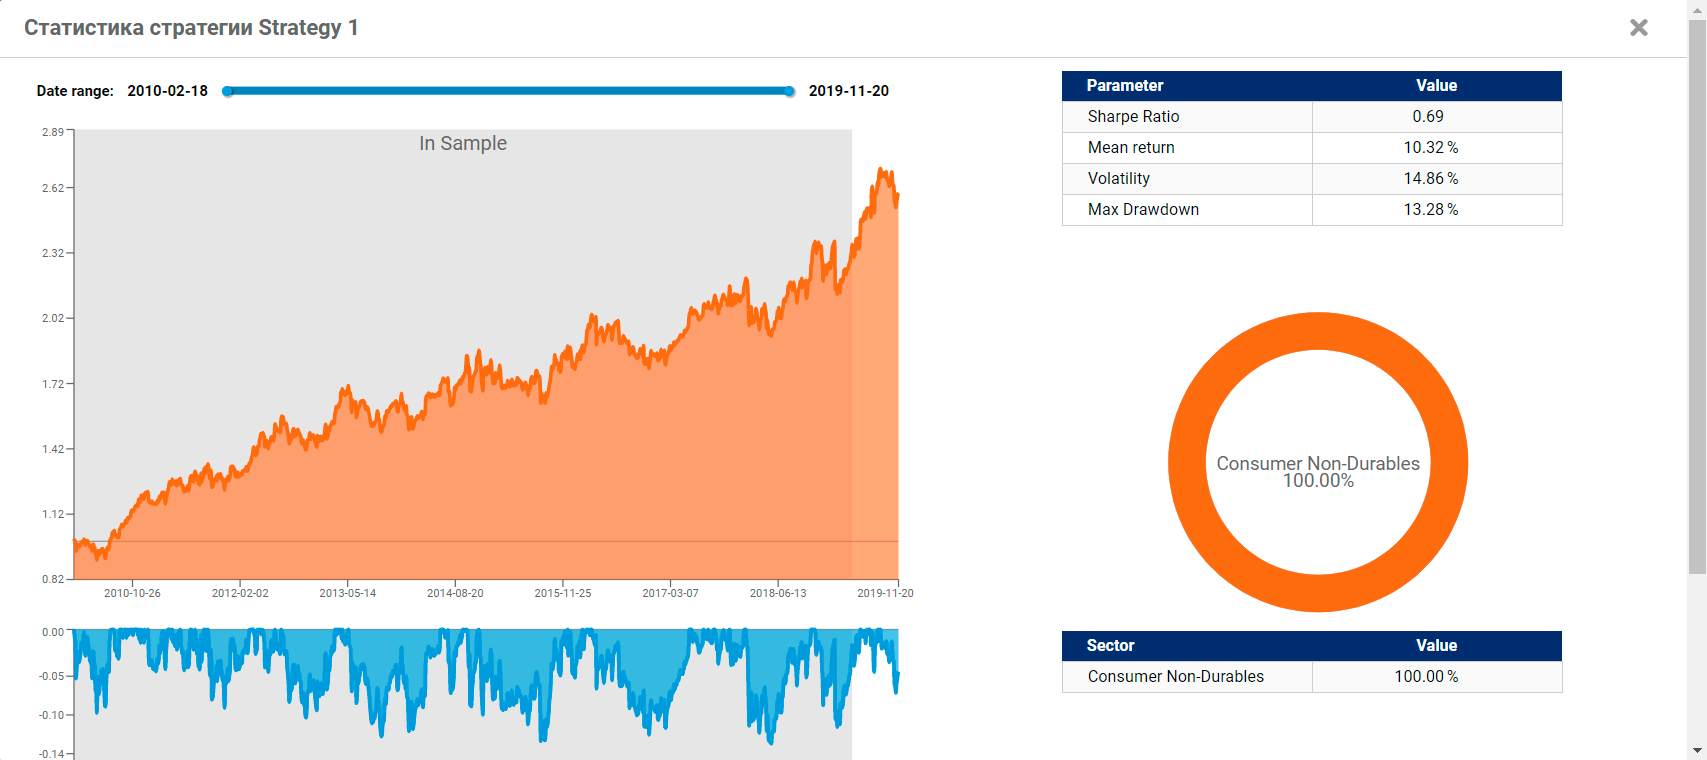 Статистика стратегии Strategy 1
Date range: 2010-02-18 2019-11-20
In Sample
2.89
2.62
2.32
2.02
1.72
1.42
1.12
0.82
2010-10-26 2012-02-02 2013-05-14 2014-08-20 2015-11-25 2017-03-07 2018-06-13 2019-11-20
0.00
-0.05
-0.10
-0.14
Parameter Value
Sharpe Ratio 0.69
Mean return 10.32 %
Volatility 14.86 %
Max Drawdown 13.28 %
Consumer Non-Durables
100.00%
Sector Value
Consumer Non-Durables 100.00 %